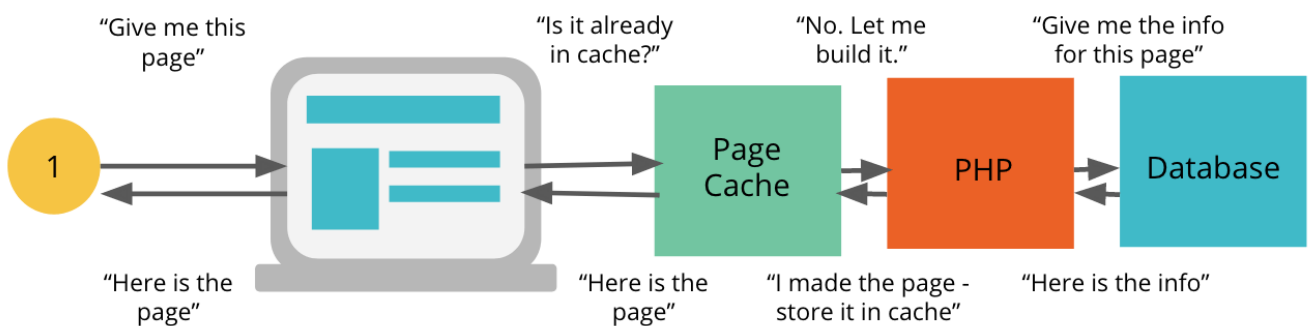 “Give me this
page”
“Is it already
in cache?”
“No. Let me
build it.”
“Give me the info
for this page”
1
Page
Cache
PHP
Database
“Here is the
page”
“Here is the
page”
“I made the page -
store it in cache”
“Here is the info”